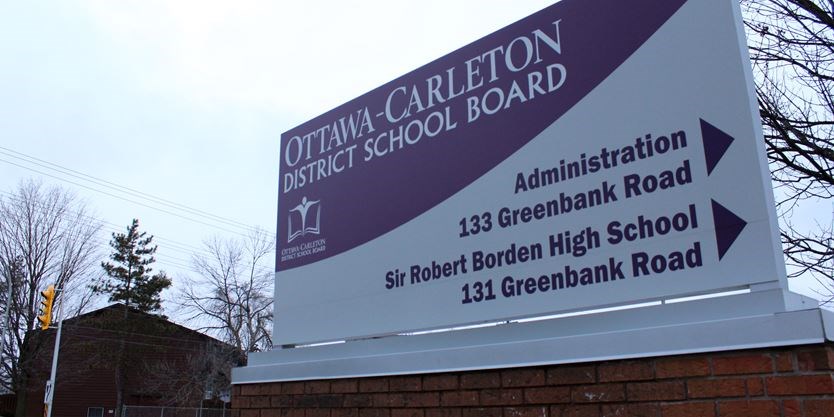 OTTAWA-CARLETON
DISTRICT SCHOOL BOARD
OTTAWA-CARLETON
DISTRICT SCHOOL BOARD
Administration
133 Greenbank Road
Sir Robert Borden High School
131 Greenbank Road